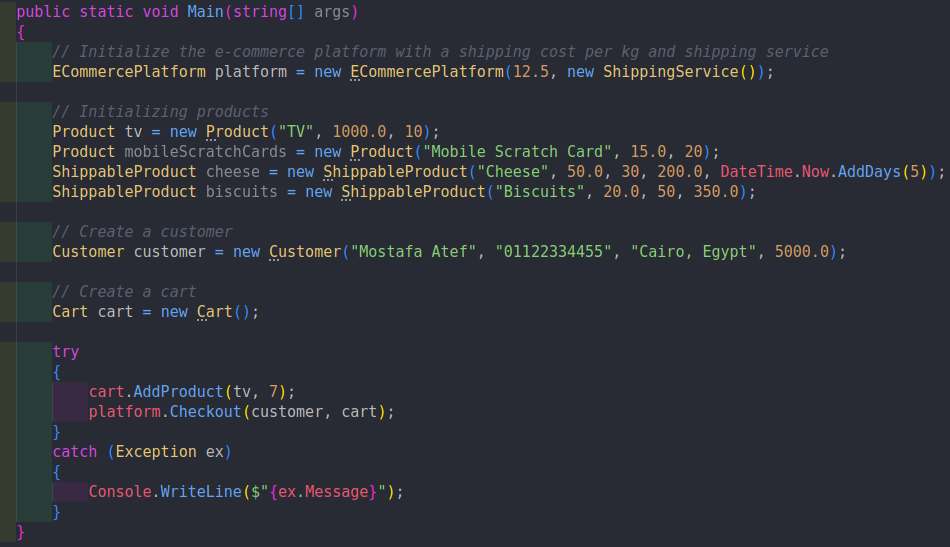 public static void Main(string[] args)
{
    // Initialize the e-commerce platform with a shipping cost per kg and shipping service
    ECommercePlatform platform = new ECommercePlatform(12.5, new ShippingService());

    // Initializing products
    Product tv = new Product("TV", 1000.0, 10);
    Product mobileScratchCards = new Product("Mobile Scratch Card", 15.0, 20);
    ShippableProduct cheese = new ShippableProduct("Cheese", 50.0, 30, 200.0, DateTime.Now.AddDays(5));
    ShippableProduct biscuits = new ShippableProduct("Biscuits", 20.0, 50, 350.0);

    // Create a customer
    Customer customer = new Customer("Mostafa Atef", "01122334455", "Cairo, Egypt", 5000.0);

    // Create a cart
    Cart cart = new Cart();

    try
    {
        cart.AddProduct(tv, 7);
        platform.Checkout(customer, cart);
    }
    catch (Exception ex)
    {
        Console.WriteLine($"{ex.Message}");
    }
}